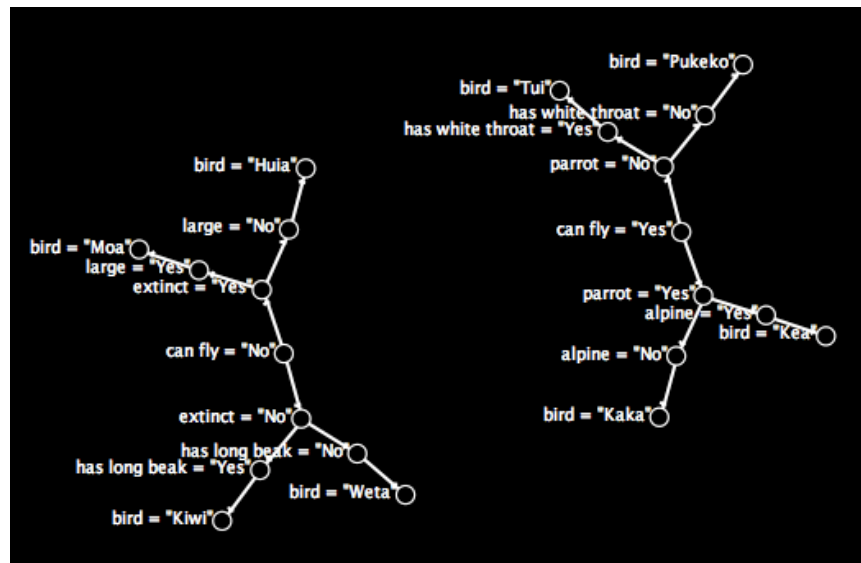 bird = "Pukeko"
bird = "Tui"
has white throat = "No"
has white throat = "Yes
parrot = "No"
can fly = "Yes"
parrot = "Yes"
alpine = "Yes"
bird = "Kea"
alpine = "No"
bird = "Kaka"
bird = "Huia"
large = "No"
bird = "Moa"
large = "Yes"
extinct = "Yes"
can fly = "No"
extinct = "No"
has long beak = "No"
has long beak = "Yes"
bird = "Weta
bird = "Kiwi"